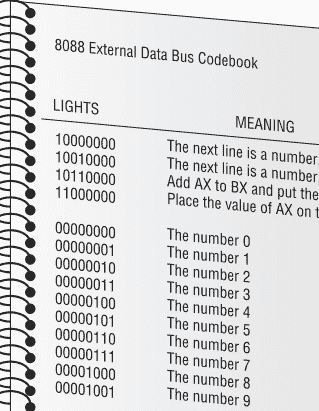 8088 External Data Bus Codebook
LIGHTS MEANING
10000000 The next line is a number
10010000 The next line is a number
10110000 Add AX to BX and put the
11000000 Place the value of AX on
00000000 The number 0
00000001 The number 1
00000010 The number 2
00000011 The number 3
00000100 The number 4
00000101 The number 5
00000110 The number 6
00000111 The number 7
00001000 The number 8
00001001 The number 9